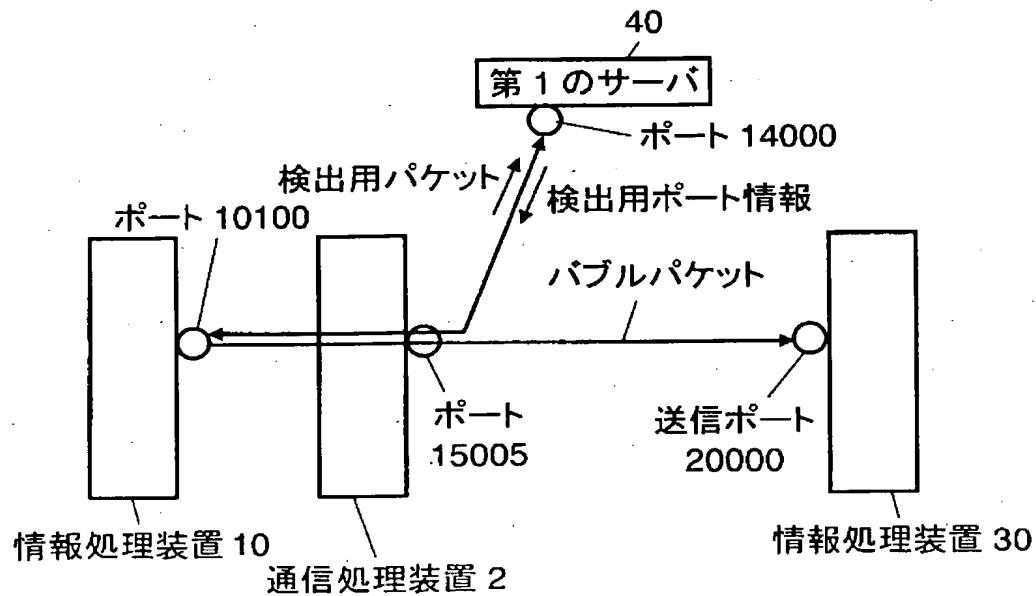 40
第１のサーバ
ポート 14000
検出用パケット
検出用ポート情報
ポート 10100
バブルパケット
ポート
15005
送信ポート
20000
情報処理装置 10
通信処理装置 2
情報処理装置 30